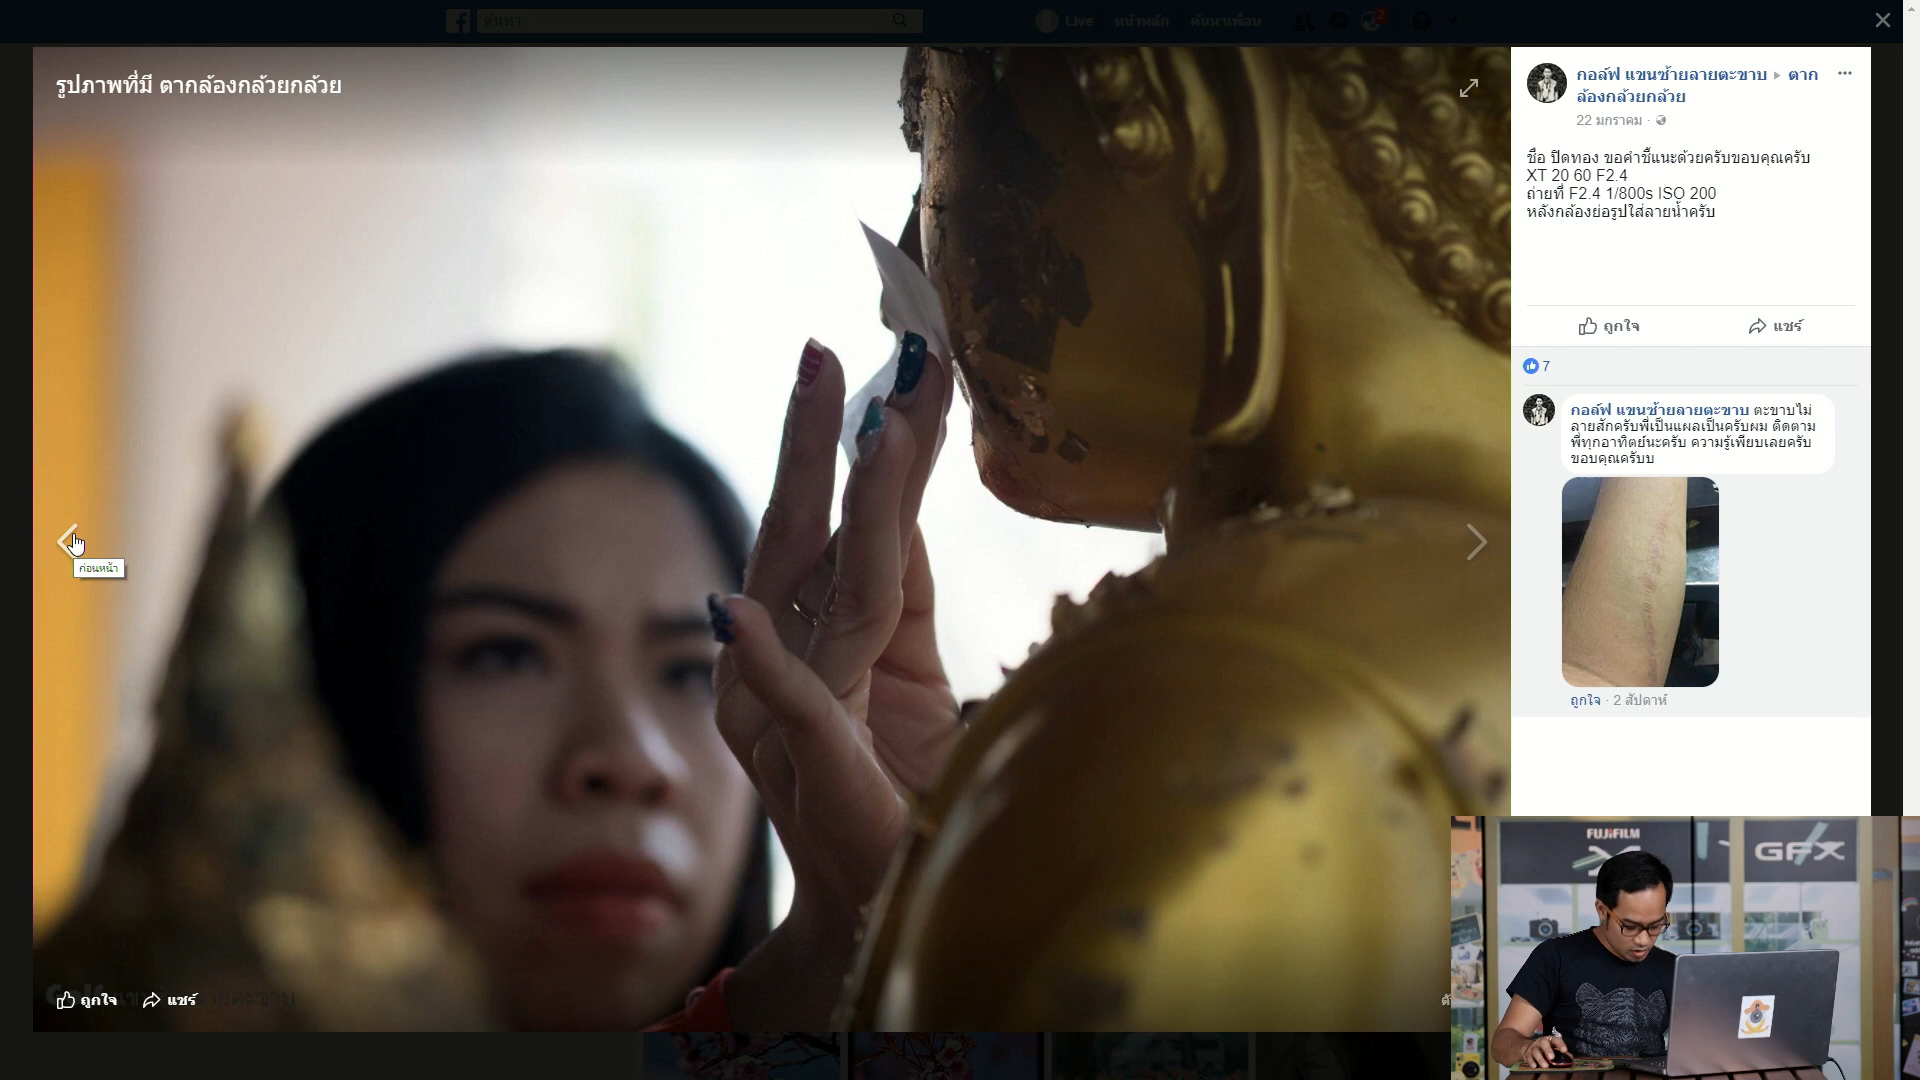 ค้นหา
Live หน้าหลัก ค้นหาเพื่อน 2
รูปภาพที่มี ตากล้องกล้วยกล้วย
กอล์ฟ แขนซ้ายลายตะขาบ ▸ ตาก
ล้องกล้วยกล้วย
22 มกราคม ·
ชื่อ ปิดทอง ขอคำชี้แนะด้วยครับขอบคุณครับ
XT 20 60 F2.4
ถ่ายที่ F2.4 1/800s ISO 200
หลังกล้องย่อรูปใส่ลายน้ำครับ
ถูกใจ แชร์
7
กอล์ฟ แขนซ้ายลายตะขาบ ตะขาบไม่
ลายสักครับพี่เป็นแผลเป็นครับผม ติดตาม
พี่ทุกอาทิตย์นะครับ ความรู้เพียบเลยครับ
ขอบคุณครับบ
ถูกใจ · 2 สัปดาห์
ก่อนหน้า
ถูกใจ แชร์
FUJIFILM
X
GFX